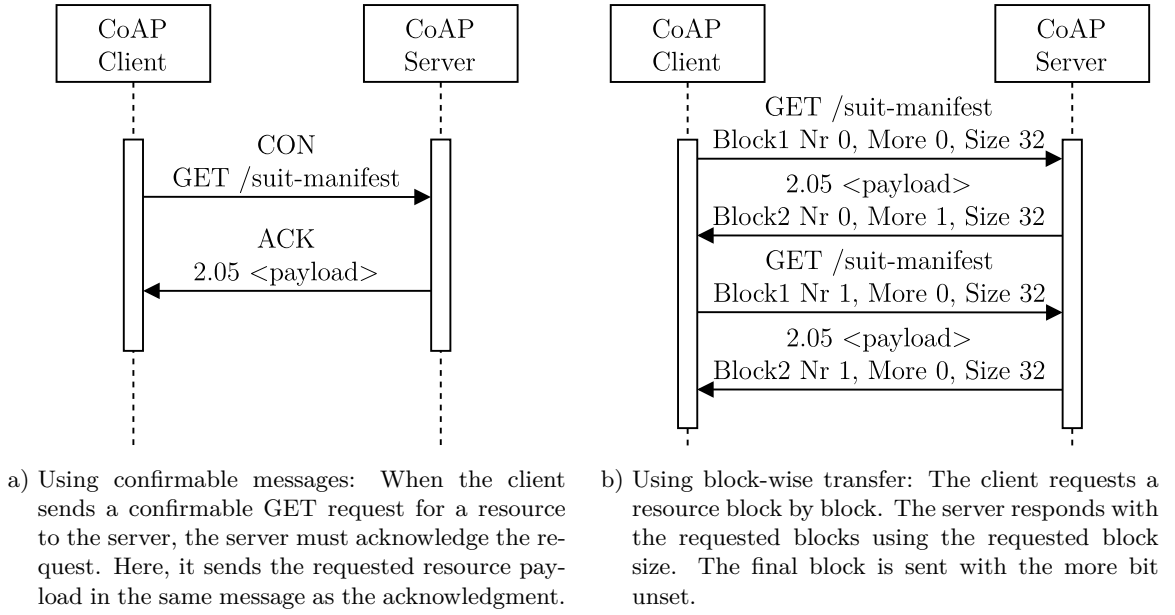 CoAP
Client
CoAP
Server
CON
GET /suit-manifest
ACK
2.05 <payload>
a) Using confirmable messages: When the client
sends a confirmable GET request for a resource
to the server, the server must acknowledge the re-
quest. Here, it sends the requested resource pay-
load in the same message as the acknowledgment.
CoAP
Client
CoAP
Server
GET /suit-manifest
Block1 Nr 0, More 0, Size 32
2.05 <payload>
Block2 Nr 0, More 1, Size 32
GET /suit-manifest
Block1 Nr 1, More 0, Size 32
2.05 <payload>
Block2 Nr 1, More 0, Size 32
b) Using block-wise transfer: The client requests a
resource block by block. The server responds with
the requested blocks using the requested block
size. The final block is sent with the more bit
unset.